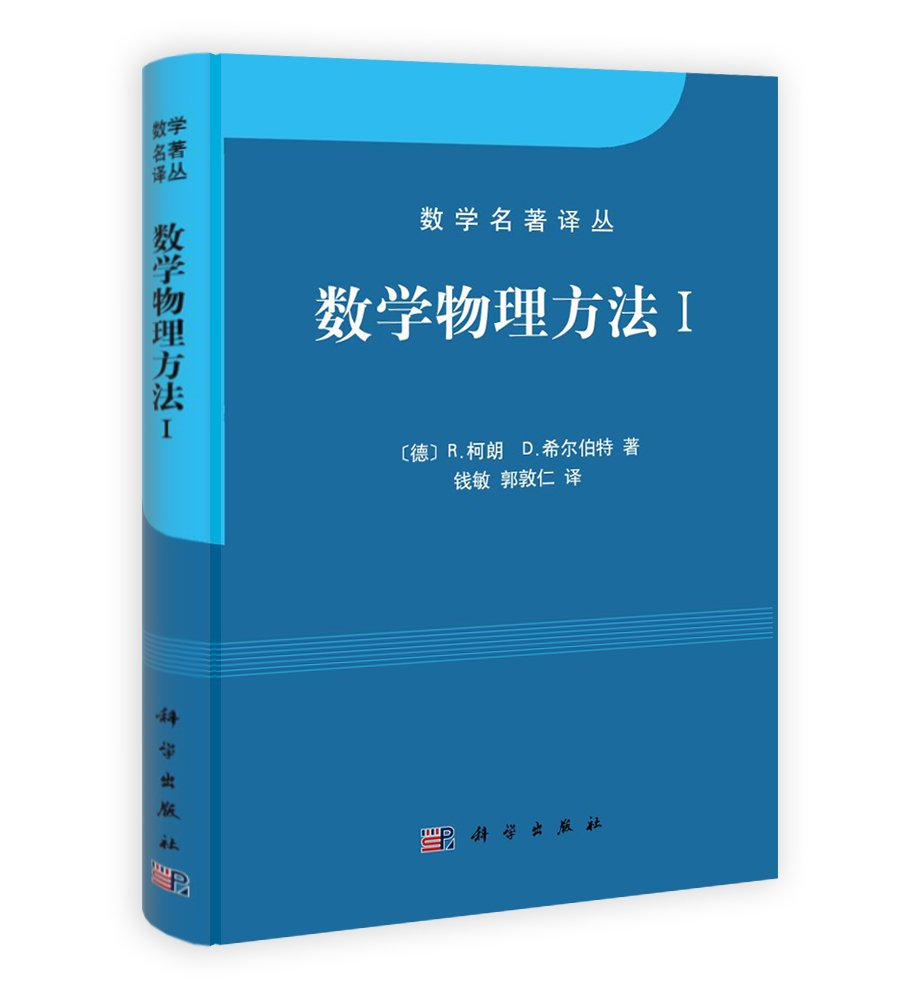 数学
名著
译丛
数学物理方法 I
科学出版社
数学名著译丛
数学物理方法 I
〔德〕R.柯朗 D.希尔伯特 著
钱敏 郭敦仁 译
科学出版社